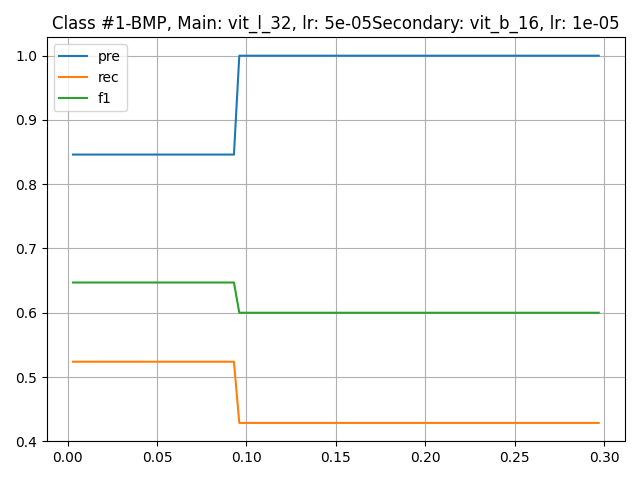 Class #1-BMP, Main: vit_l_32, lr: 5e-05Secondary: vit_b_16, lr: 1e-05
pre
rec
f1
1.0
0.9
0.8
0.7
0.6
0.5
0.4
0.00 0.05 0.10 0.15 0.20 0.25 0.30